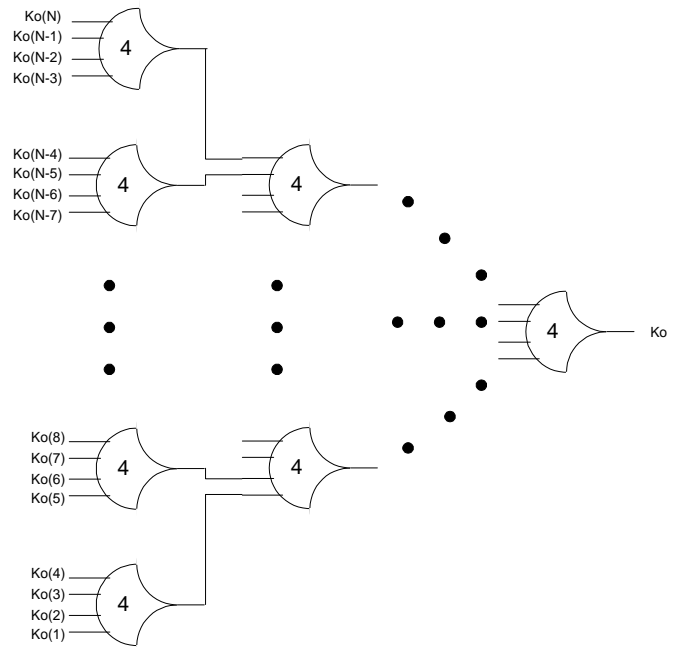 Ko(N)
Ko(N-1)
Ko(N-2)
Ko(N-3)
4
Ko(N-4)
Ko(N-5)
Ko(N-6)
Ko(N-7)
4
4
4
Ko
Ko(8)
Ko(7)
Ko(6)
Ko(5)
4
4
Ko(4)
Ko(3)
Ko(2)
Ko(1)
4